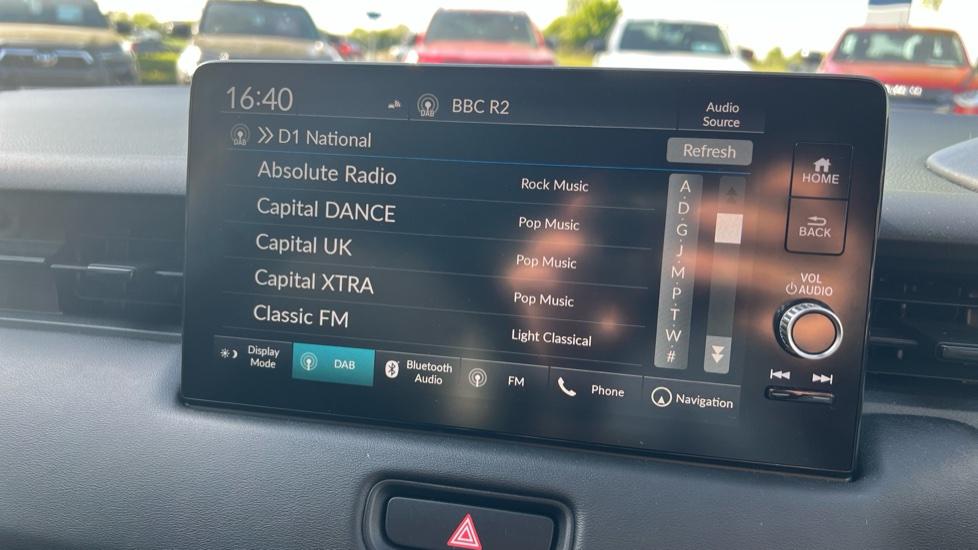 16:40
DAB
BBC R2
Audio
Source
DAB
D1 National
Refresh
Absolute Radio Rock Music
Capital DANCE Pop Music
Capital UK Pop Music
Capital XTRA Pop Music
Classic FM Light Classical
A
D
G
J
M
P
T
W
#
HOME
BACK
VOL
AUDIO
Display
Mode
DAB
Bluetooth
Audio
FM
Phone
Navigation